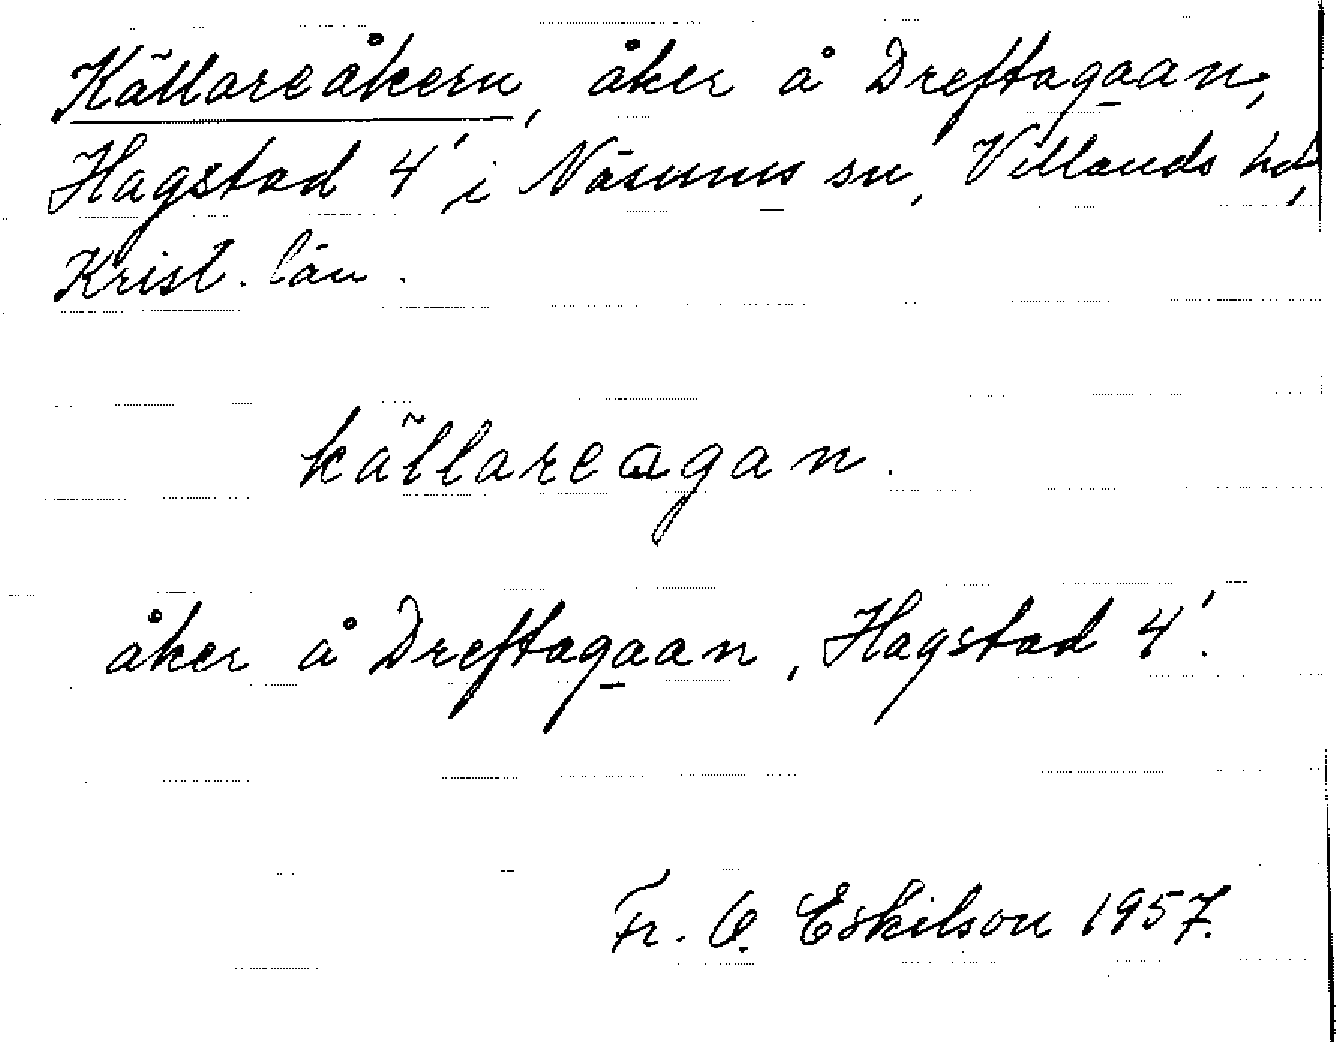 Källareåkern, åker å Dreftagaan,
Hagstad 4' i Näsums sn, Villands hd,
Krist. län.
källareagan.
åker å Dreftagaan, Hagstad 4'.
Fr. O. Eskilson 1957.